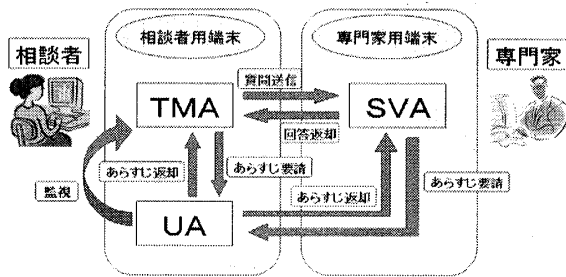 相談者用端末
専門家用端末
相談者
専門家
質問送信
TMA
SVA
回答返却
あらすじ返却
あらすじ要請
監視
あらすじ返却
あらすじ要請
UA